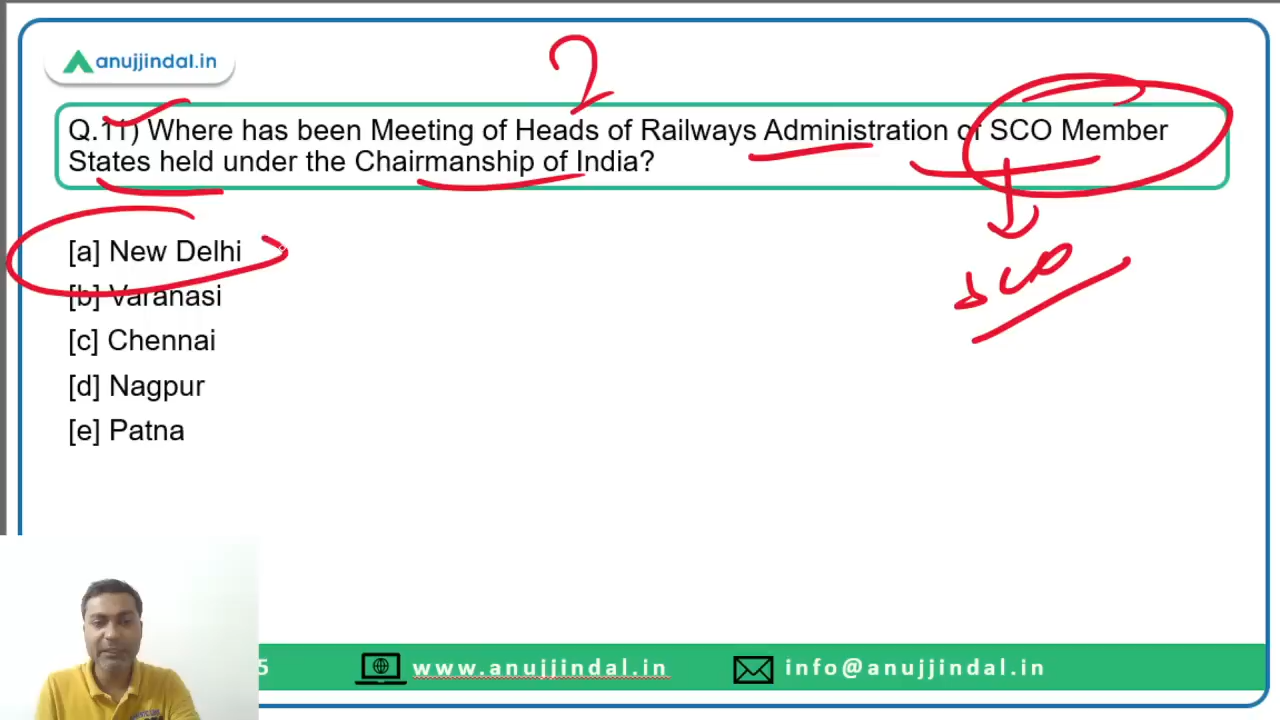 anujjindal.in
2
Q.11) Where has been Meeting of Heads of Railways Administration of SCO Member
States held under the Chairmanship of India?
[a] New Delhi
SCO
[b] Varanasi
[c] Chennai
[d] Nagpur
[e] Patna
5
www.anujjindal.in
info@anujjindal.in